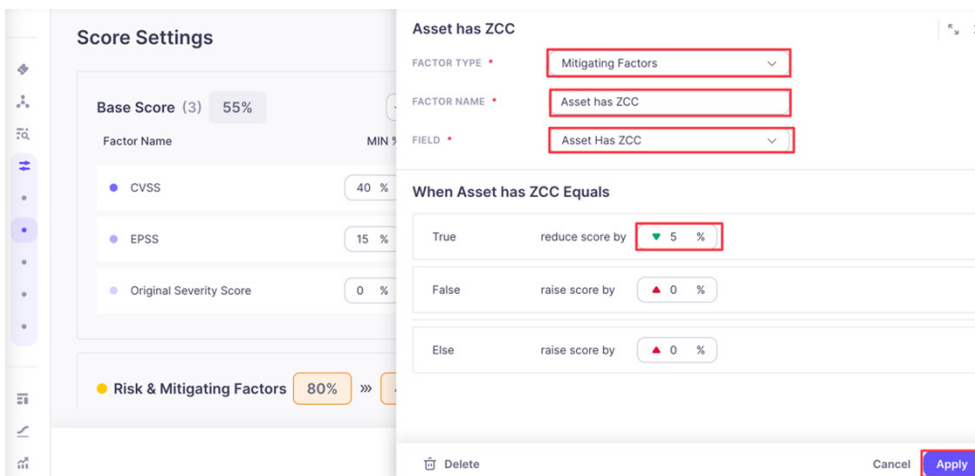 Score Settings
Base Score (3) 55%
Factor Name MIN %
CVSS 40 %
EPSS 15 %
Original Severity Score 0 %
Risk & Mitigating Factors 80% »»
Asset has ZCC
FACTOR TYPE * Mitigating Factors
FACTOR NAME * Asset has ZCC
FIELD * Asset Has ZCC
When Asset has ZCC Equals
True reduce score by 5 %
False raise score by 0 %
Else raise score by 0 %
Delete Cancel Apply